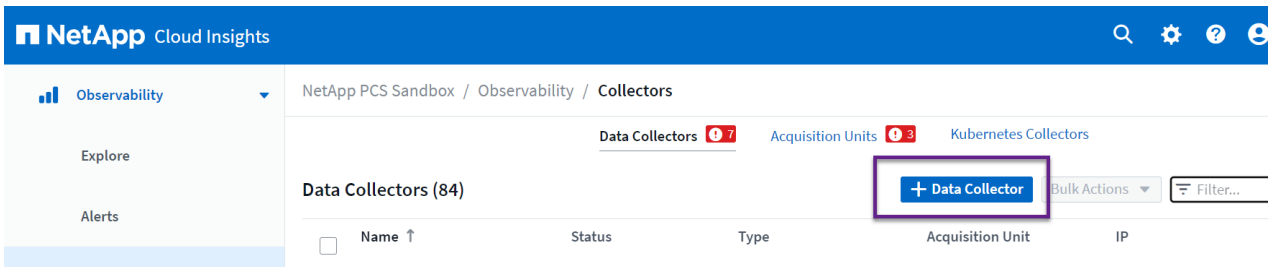 NetApp Cloud Insights
Observability
NetApp PCS Sandbox / Observability / Collectors
Data Collectors 7 Acquisition Units 3 Kubernetes Collectors
Explore
Data Collectors (84) + Data Collector Bulk Actions Filter...
Alerts
Name ↑ Status Type Acquisition Unit IP